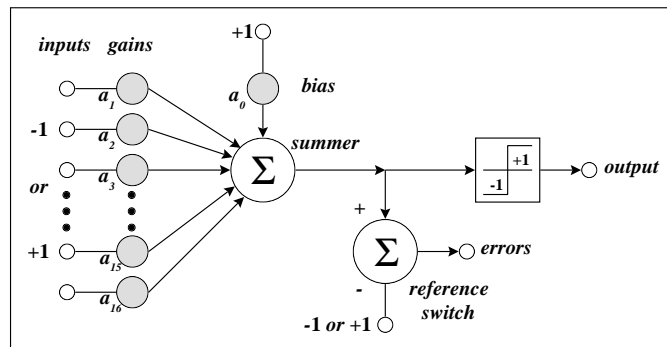 +1
inputs gains
a1
bias
a0
-1
a2
summer
or
a3
Σ
+1
-1
output
+
+1
a15
Σ
errors
a16
-
reference
switch
-1 or +1